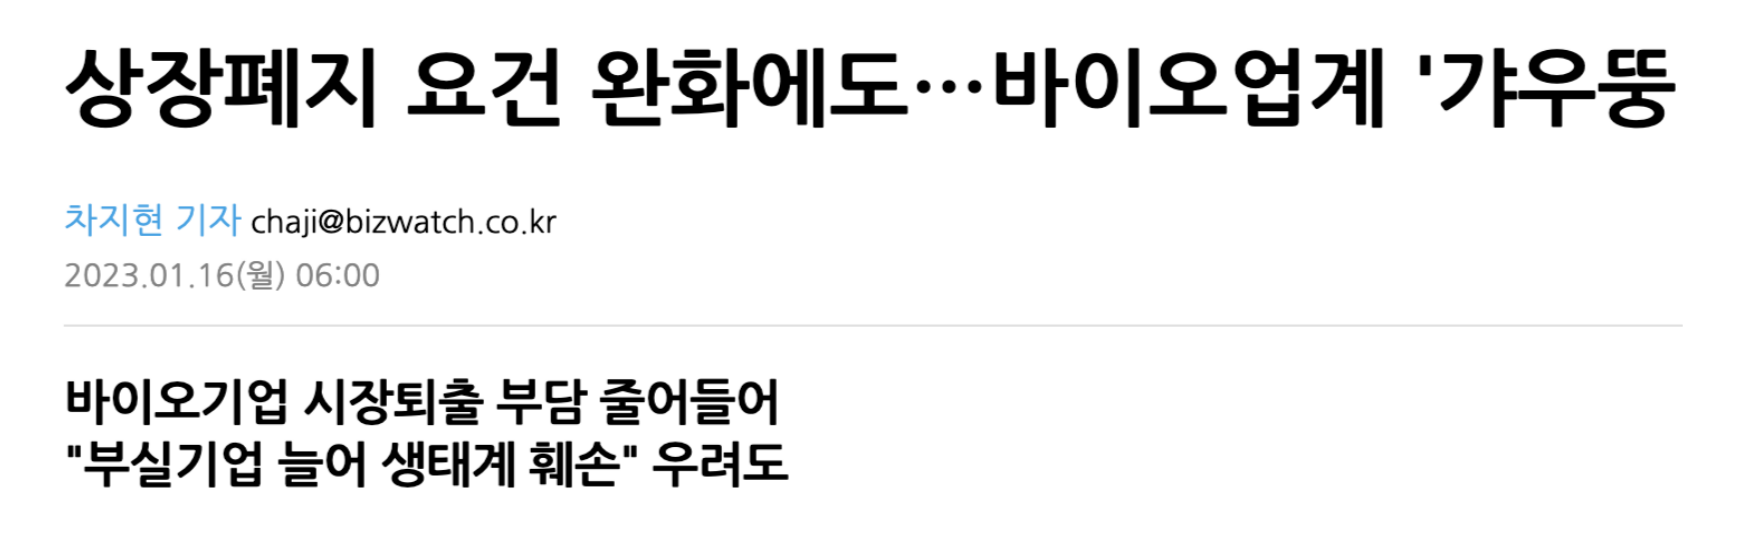 상장폐지 요건 완화에도…바이오업계 '갸우뚱
차지현 기자 chaji@bizwatch.co.kr
2023.01.16(월) 06:00
바이오기업 시장퇴출 부담 줄어들어
"부실기업 늘어 생태계 훼손" 우려도